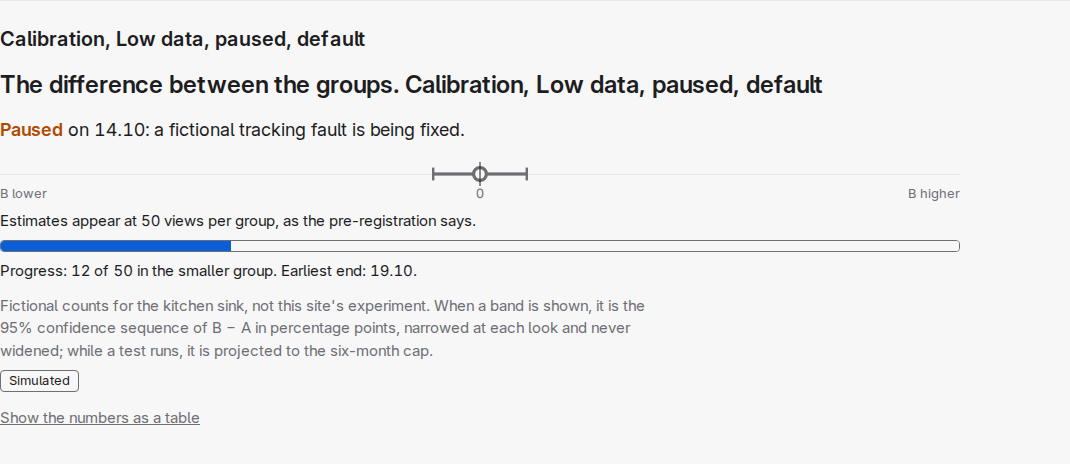 Calibration, Low data, paused, default
The difference between the groups. Calibration, Low data, paused, default
Paused on 14.10: a fictional tracking fault is being fixed.
B lower
0
B higher
Estimates appear at 50 views per group, as the pre-registration says.
Progress: 12 of 50 in the smaller group. Earliest end: 19.10.
Fictional counts for the kitchen sink, not this site's experiment. When a band is shown, it is the
95% confidence sequence of B − A in percentage points, narrowed at each look and never
widened; while a test runs, it is projected to the six-month cap.
Simulated
Show the numbers as a table